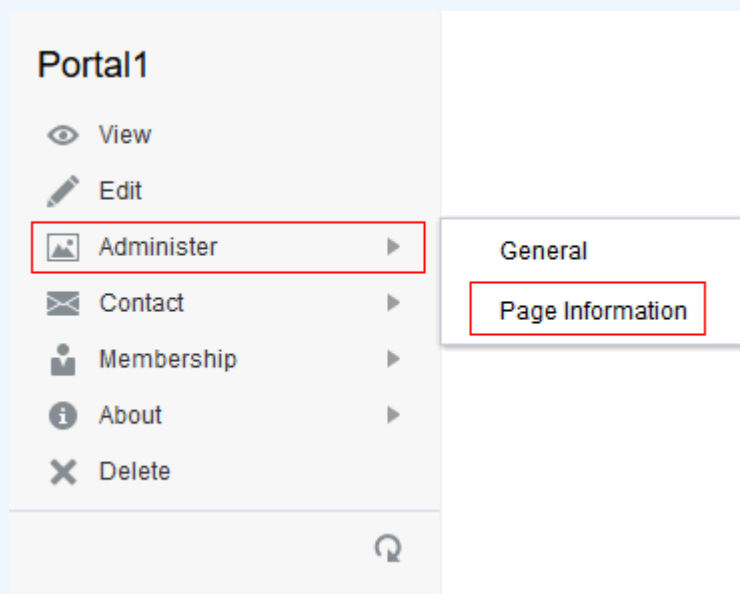 Portal1
View
Edit
Administer
General
Contact
Page Information
Membership
About
Delete